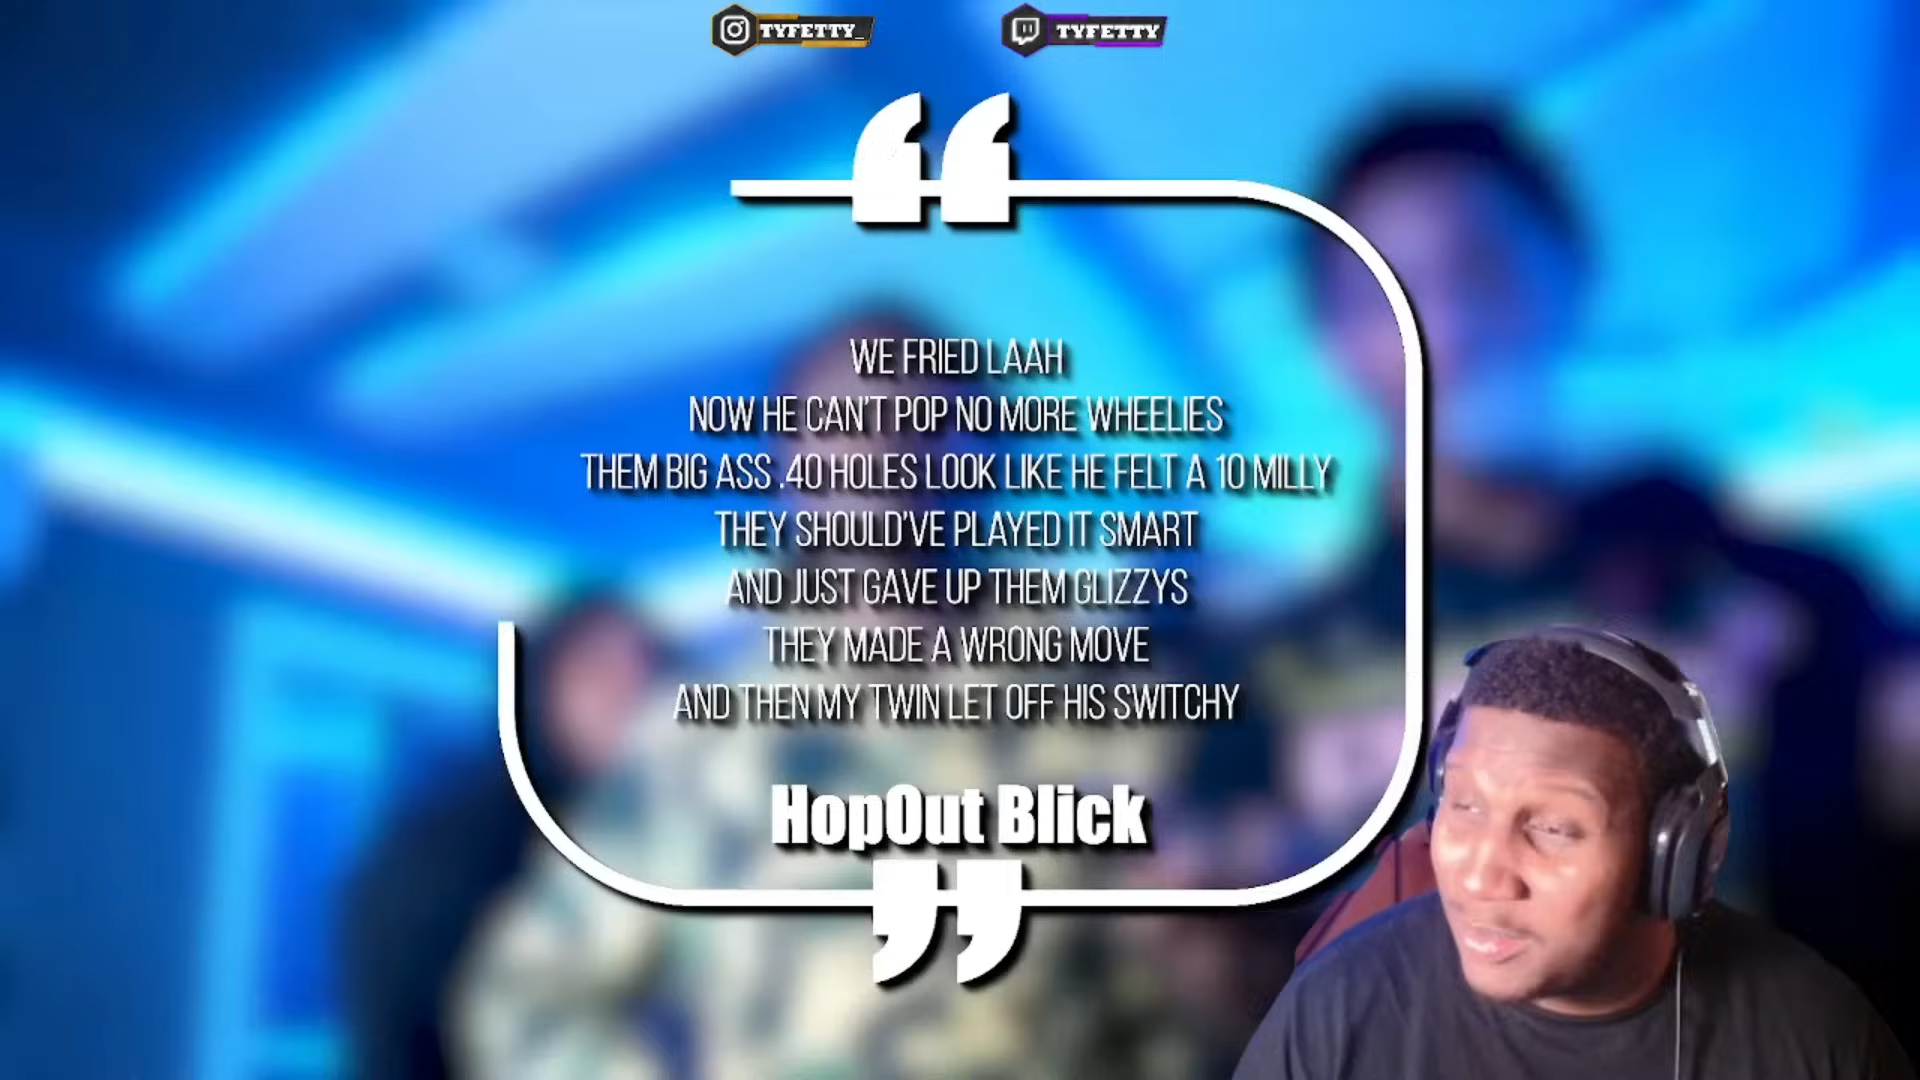 TYFETTY_
TYFETTY
WE FRIED LAAH
NOW HE CAN'T POP NO MORE WHEELIES
THEM BIG ASS .40 HOLES LOOK LIKE HE FELT A 10 MILLY
THEY SHOULD'VE PLAYED IT SMART
AND JUST GAVE UP THEM GLIZZYS
THEY MADE A WRONG MOVE
AND THEN MY TWIN LET OFF HIS SWITCHY
HopOut Blick